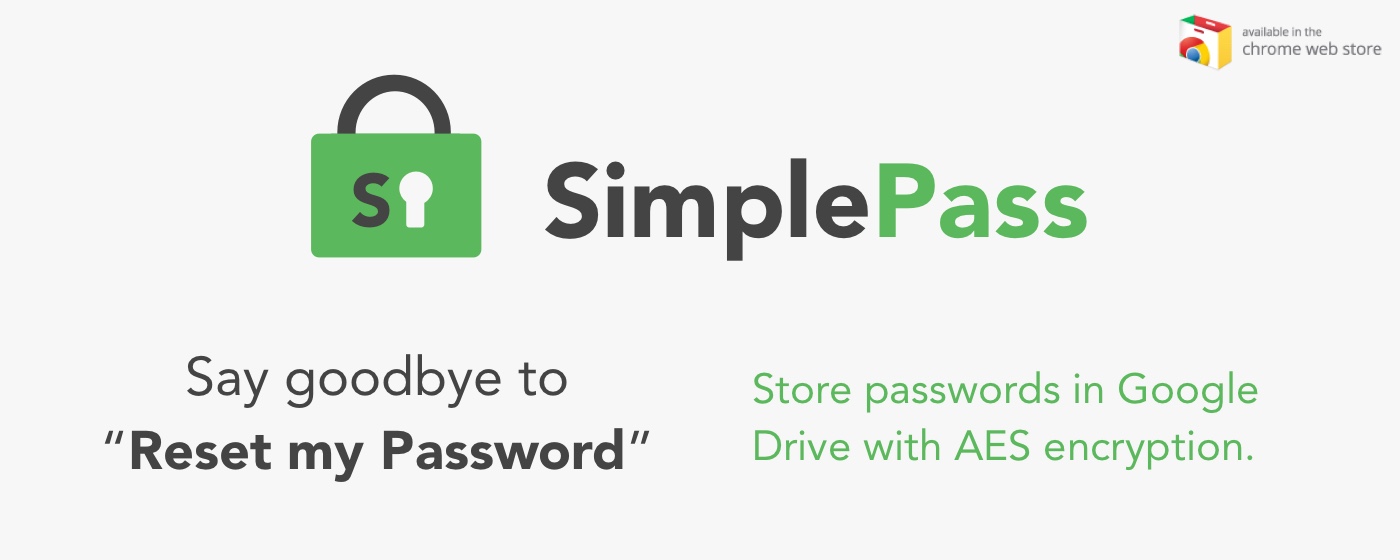 available in the
chrome web store
S
SimplePass
Say goodbye to
“Reset my Password”
Store passwords in Google
Drive with AES encryption.